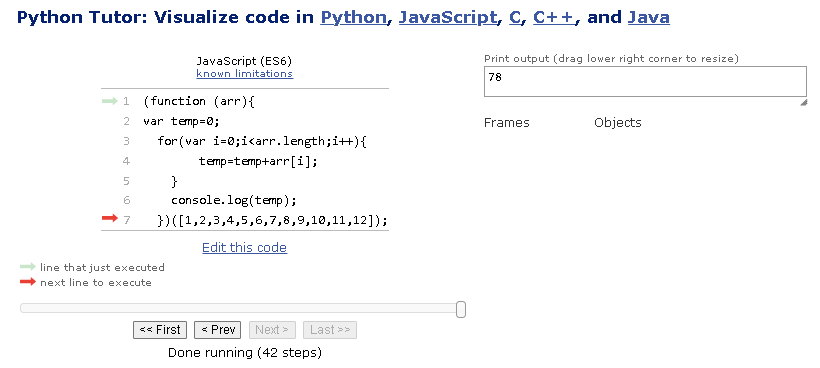 Python Tutor: Visualize code in Python, JavaScript, C, C++, and Java
JavaScript (ES6)
known limitations
1 (function (arr){
2 var temp=0;
3 for(var i=0;i<arr.length;i++){
4 temp=temp+arr[i];
5 }
6 console.log(temp);
7 })([1,2,3,4,5,6,7,8,9,10,11,12]);
Edit this code
line that just executed
next line to execute
<< First < Prev Next > Last >>
Done running (42 steps)
Print output (drag lower right corner to resize)
78
Frames Objects